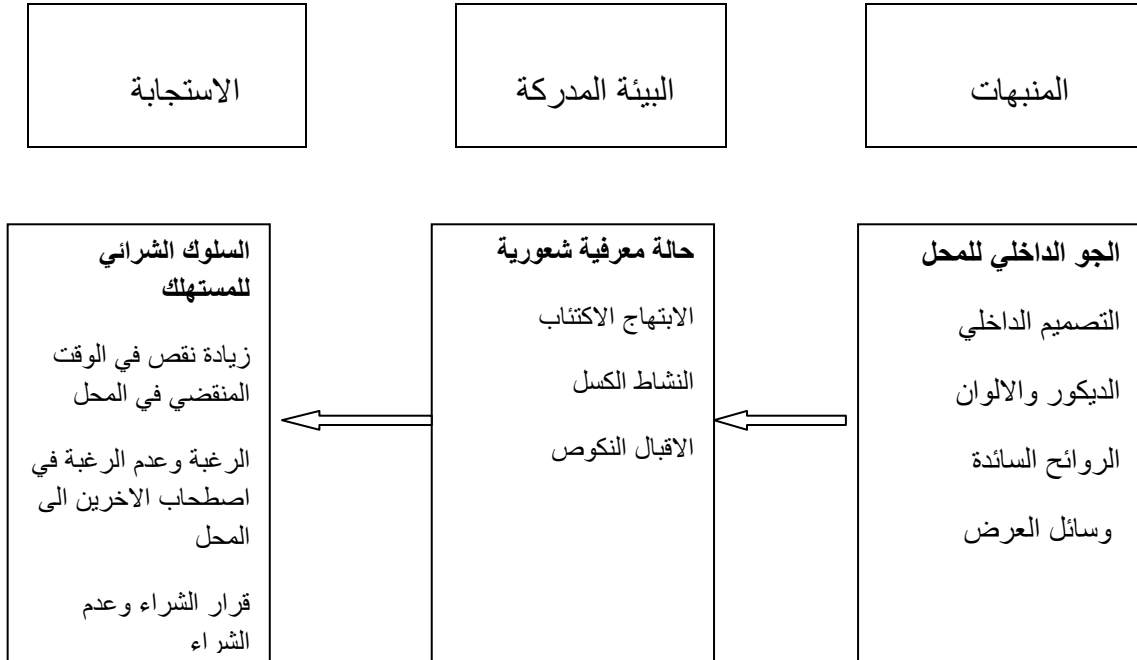 المنبهات
البيئة المدركة
الاستجابة
الجو الداخلي للمحل
التصميم الداخلي
الديكور والالوان
الروائح السائدة
وسائل العرض
حالة معرفية شعورية
الابتهاج الاكتئاب
النشاط الكسل
الاقبال النكوص
السلوك الشرائي
للمستهلك
زيادة نقص في الوقت
المنقضي في المحل
الرغبة وعدم الرغبة في
اصطحاب الاخرين الى
المحل
قرار الشراء وعدم
الشراء